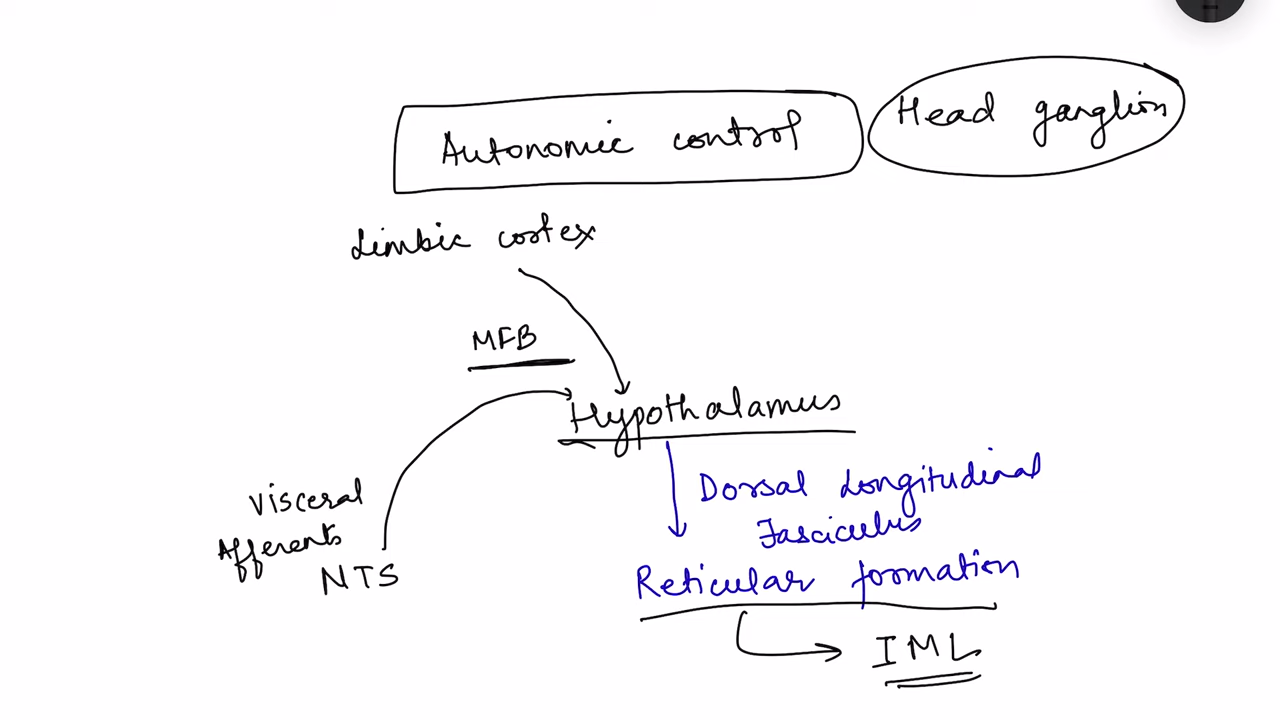 Head ganglion
Autonomic control
Limbic cortex
MFB
Hypothalamus
Dorsal Longitudinal
Fasciculus
Visceral
Afferents
NTS
Reticular formation
IML